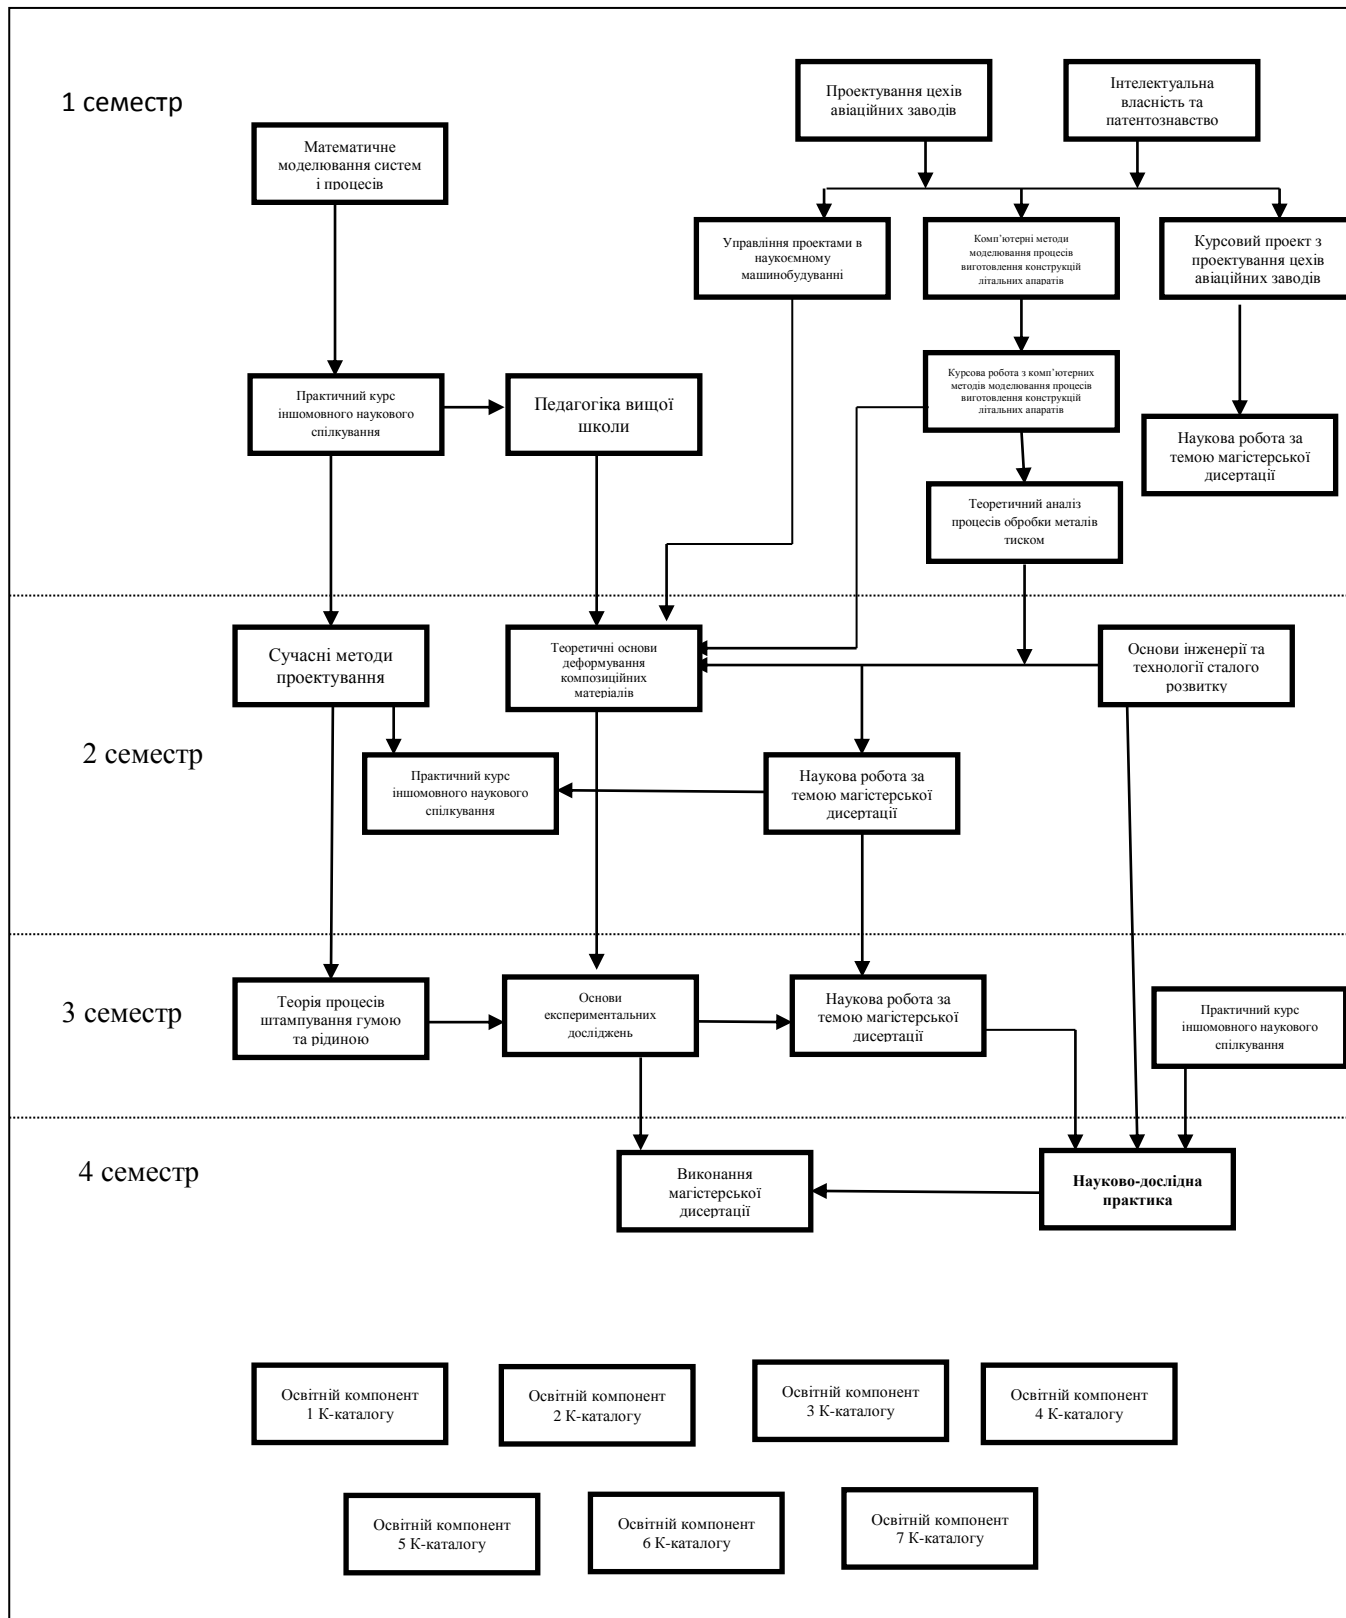 1 семестр
Проектування цехів
авіаційних заводів
Інтелектуальна
власність та
патентознавство
Математичне
моделювання систем
і процесів
Управління проектами в
наукоємному
машинобудуванні
Комп’ютерні методи
моделювання процесів
виготовлення конструкцій
літальних апаратів
Курсовий проект з
проектування цехів
авіаційних заводів
Практичний курс
іншомовного наукового
спілкування
Педагогіка вищої
школи
Курсова робота з комп’ютерних
методів моделювання процесів
виготовлення конструкцій
літальних апаратів
Наукова робота за
темою магістерської
дисертації
Теоретичний аналіз
процесів обробки металів
тиском
2 семестр
Сучасні методи
проектування
Теоретичні основи
деформування
композиційних
матеріалів
Основи інженерії та
технології сталого
розвитку
Практичний курс
іншомовного наукового
спілкування
Наукова робота за
темою магістерської
дисертації
3 семестр
Теорія процесів
штампування гумою
та рідиною
Основи
експериментальних
досліджень
Наукова робота за
темою магістерської
дисертації
Практичний курс
іншомовного наукового
спілкування
4 семестр
Виконання
магістерської
дисертації
Науково-дослідна
практика
Освітній компонент
1 К-каталогу
Освітній компонент
2 К-каталогу
Освітній компонент
3 К-каталогу
Освітній компонент
4 К-каталогу
Освітній компонент
5 К-каталогу
Освітній компонент
6 К-каталогу
Освітній компонент
7 К-каталогу